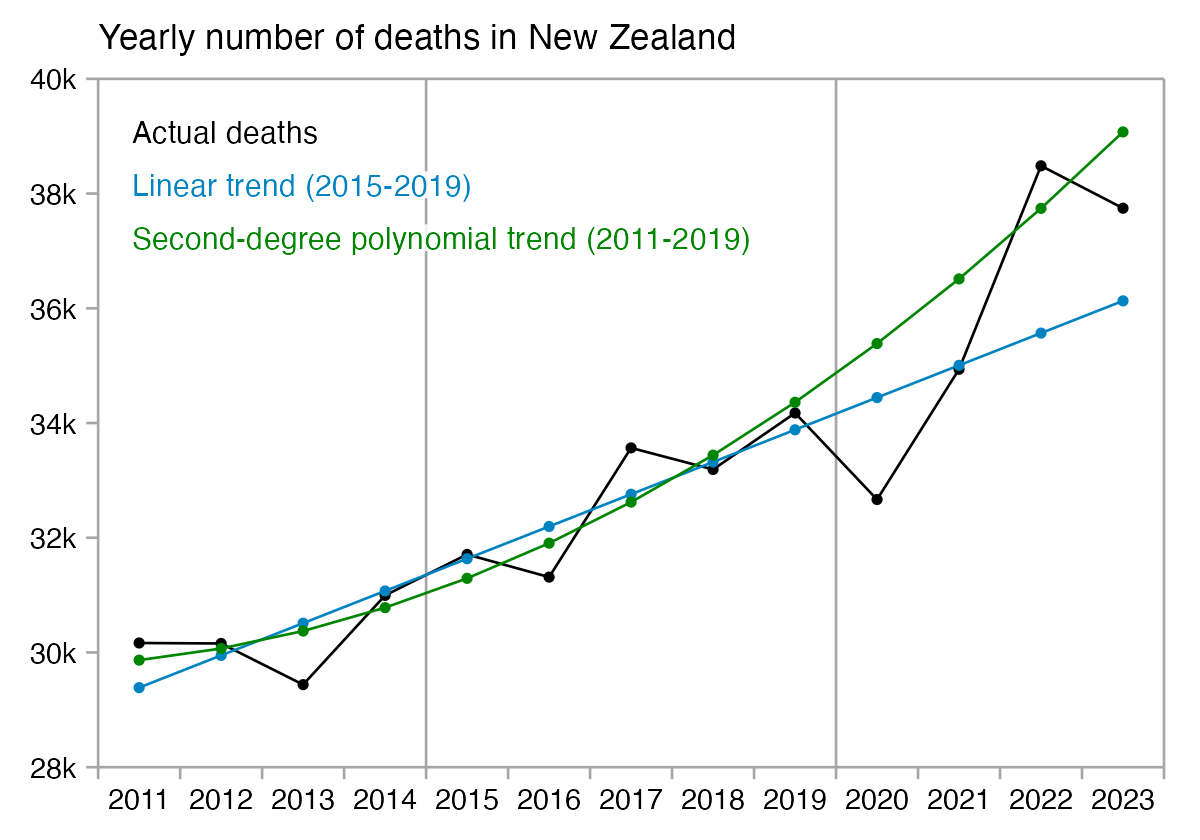 Yearly number of deaths in New Zealand
40k
Actual deaths
Linear trend (2015-2019)
38k
Second-degree polynomial trend (2011-2019)
36k
34k
32k
30k
28k
2011 2012 2013 2014 2015 2016 2017 2018 2019 2020 2021 2022 2023